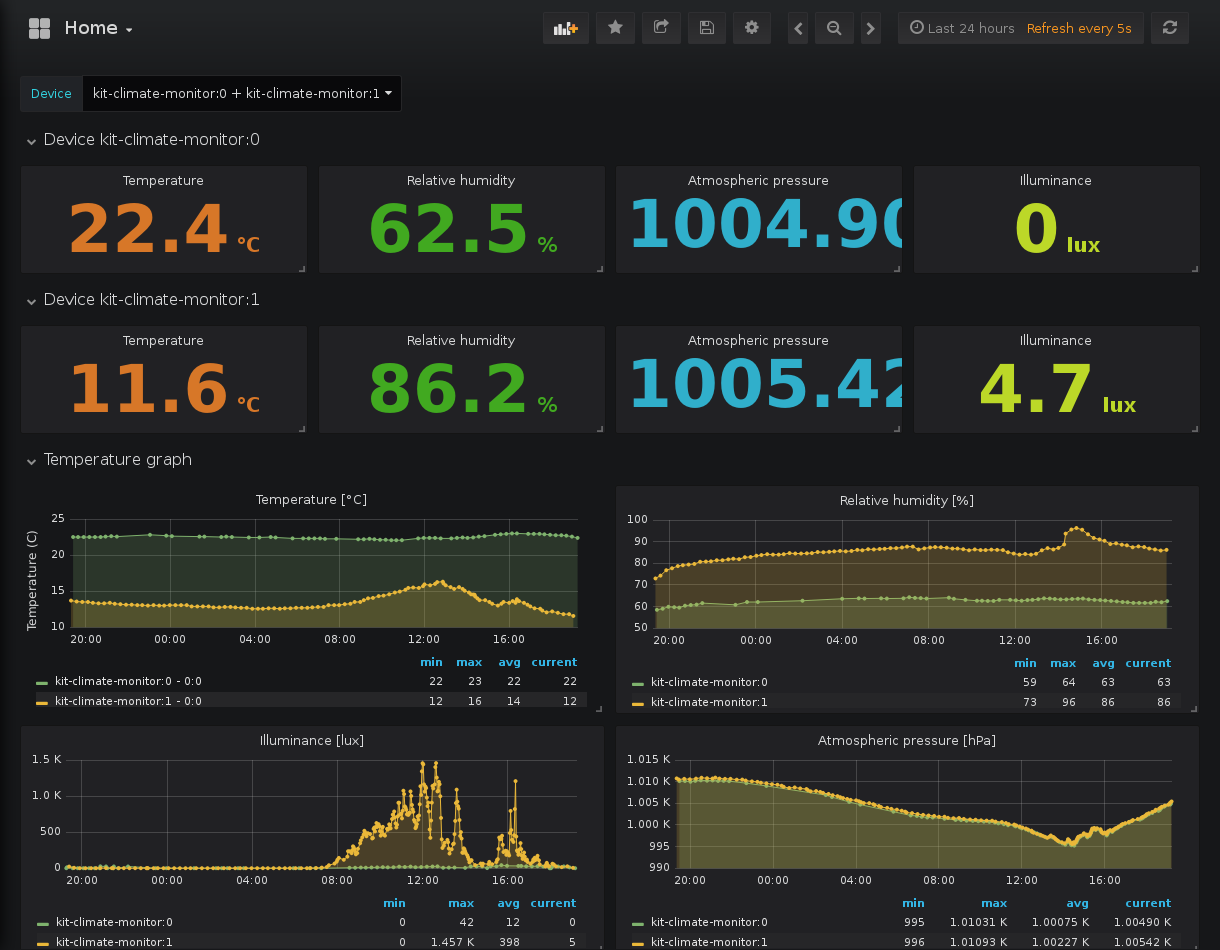 Home
Last 24 hours Refresh every 5s
Device kit-climate-monitor:0 + kit-climate-monitor:1
Device kit-climate-monitor:0
Temperature Relative humidity Atmospheric pressure Illuminance
22.4 °C 62.5 % 1004.90 0 lux
Device kit-climate-monitor:1
Temperature Relative humidity Atmospheric pressure Illuminance
11.6 °C 86.2 % 1005.42 4.7 lux
Temperature graph
Temperature [°C]
Temperature (C)
25
20
15
10
20:00 00:00 04:00 08:00 12:00 16:00
min max avg current
kit-climate-monitor:0 - 0:0 22 23 22 22
kit-climate-monitor:1 - 0:0 12 16 14 12
Relative humidity [%]
100
90
80
70
60
50
20:00 00:00 04:00 08:00 12:00 16:00
min max avg current
kit-climate-monitor:0 59 64 63 63
kit-climate-monitor:1 73 96 86 86
Illuminance [lux]
1.5 K
1.0 K
500
0
20:00 00:00 04:00 08:00 12:00 16:00
min max avg current
kit-climate-monitor:0 0 42 12 0
kit-climate-monitor:1 0 1.457 K 398 5
Atmospheric pressure [hPa]
1.015 K
1.010 K
1.005 K
1.000 K
995
990
20:00 00:00 04:00 08:00 12:00 16:00
min max avg current
kit-climate-monitor:0 995 1.01031 K 1.00075 K 1.00490 K
kit-climate-monitor:1 996 1.01093 K 1.00227 K 1.00542 K